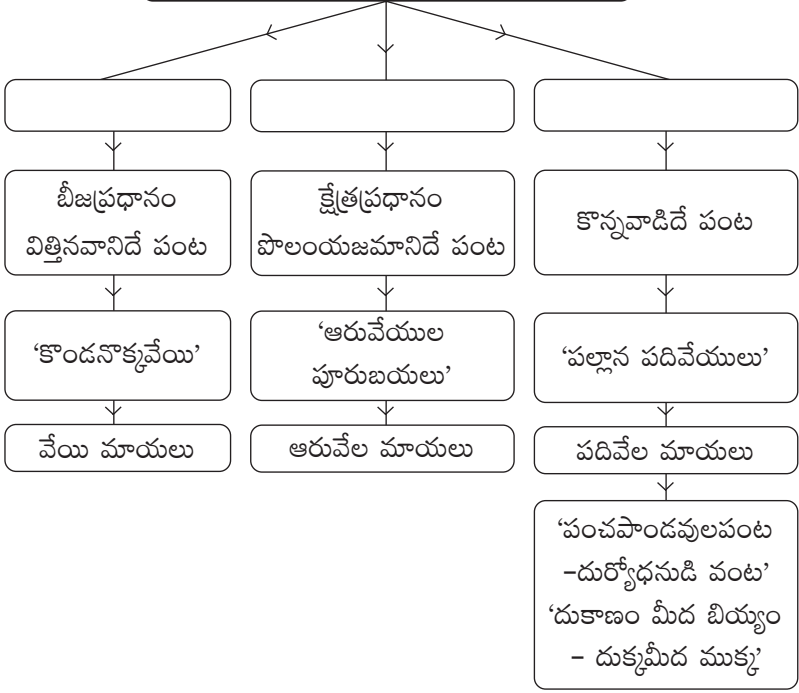 బీజప్రధానం
విత్తినవానిదే పంట
క్షేత్రప్రధానం
పొలంయజమానిదే పంట
కొన్నవాడిదే పంట
‘కొండనొక్కవేయి’
‘ఆరువేయుల
పూరుబయలు’
‘పల్లాన పదివేయులు’
వేయి మాయలు
ఆరువేల మాయలు
పదివేల మాయలు
‘పంచపాండవులపంట
–దుర్యోధనుడి వంట’
‘దుకాణం మీద బియ్యం
– దుక్కమీద ముక్క’